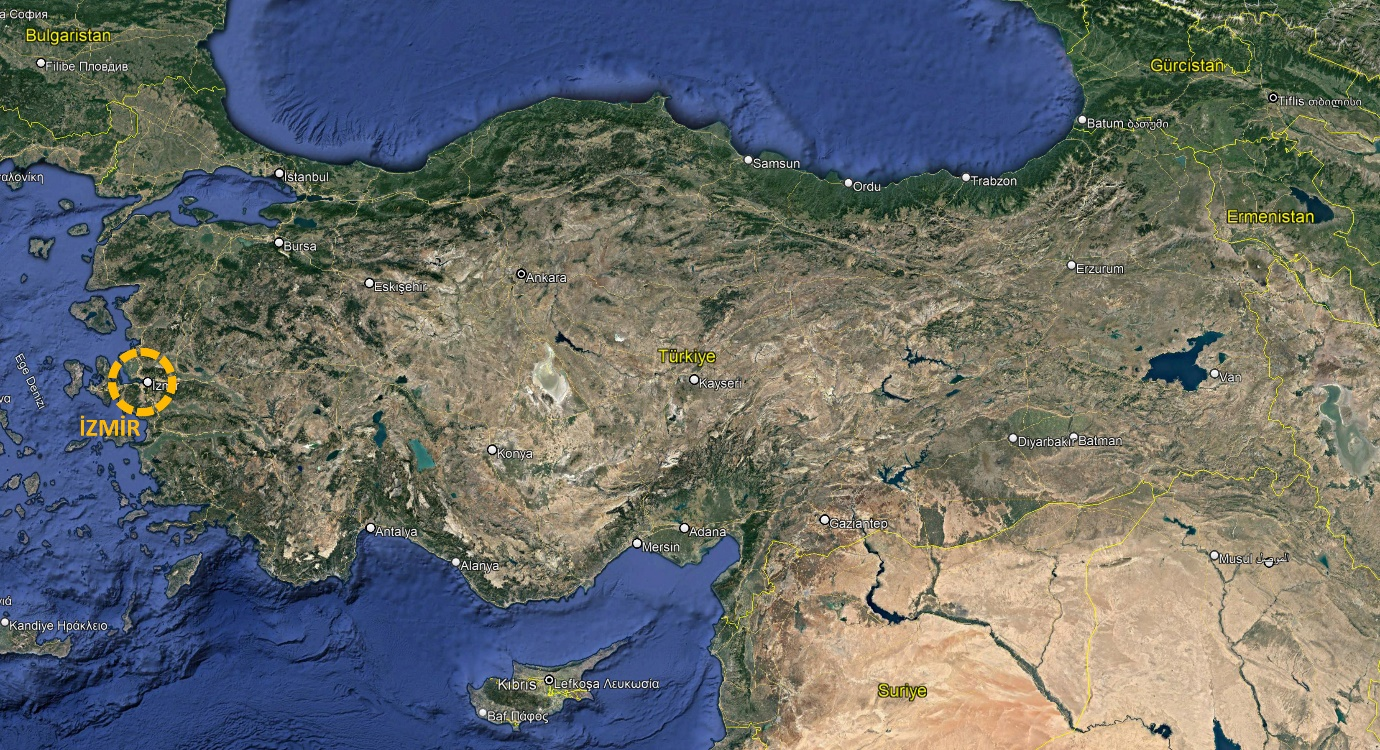 а София
Bulgaristan
Filibe Пловдив
Gürcistan
Tiflis თბილისი
Batum ბათუმი
Samsun
αλονίκη
İstanbul
Ordu
Trabzon
Ermenistan
Bursa
Erzurum
Ankara
Eskişehir
Türkiye
Ege Denizi
Kayseri
Van
İzm
İZMİR
Konya
Diyarbakır
Batman
Gaziantep
Antalya
Adana
Mersin
Musul الموصل
Alanya
Kandiye Ηράκλειο
Kıbrıs
Lefkoşa Λευκωσία
Suriye
Baf Πάφος